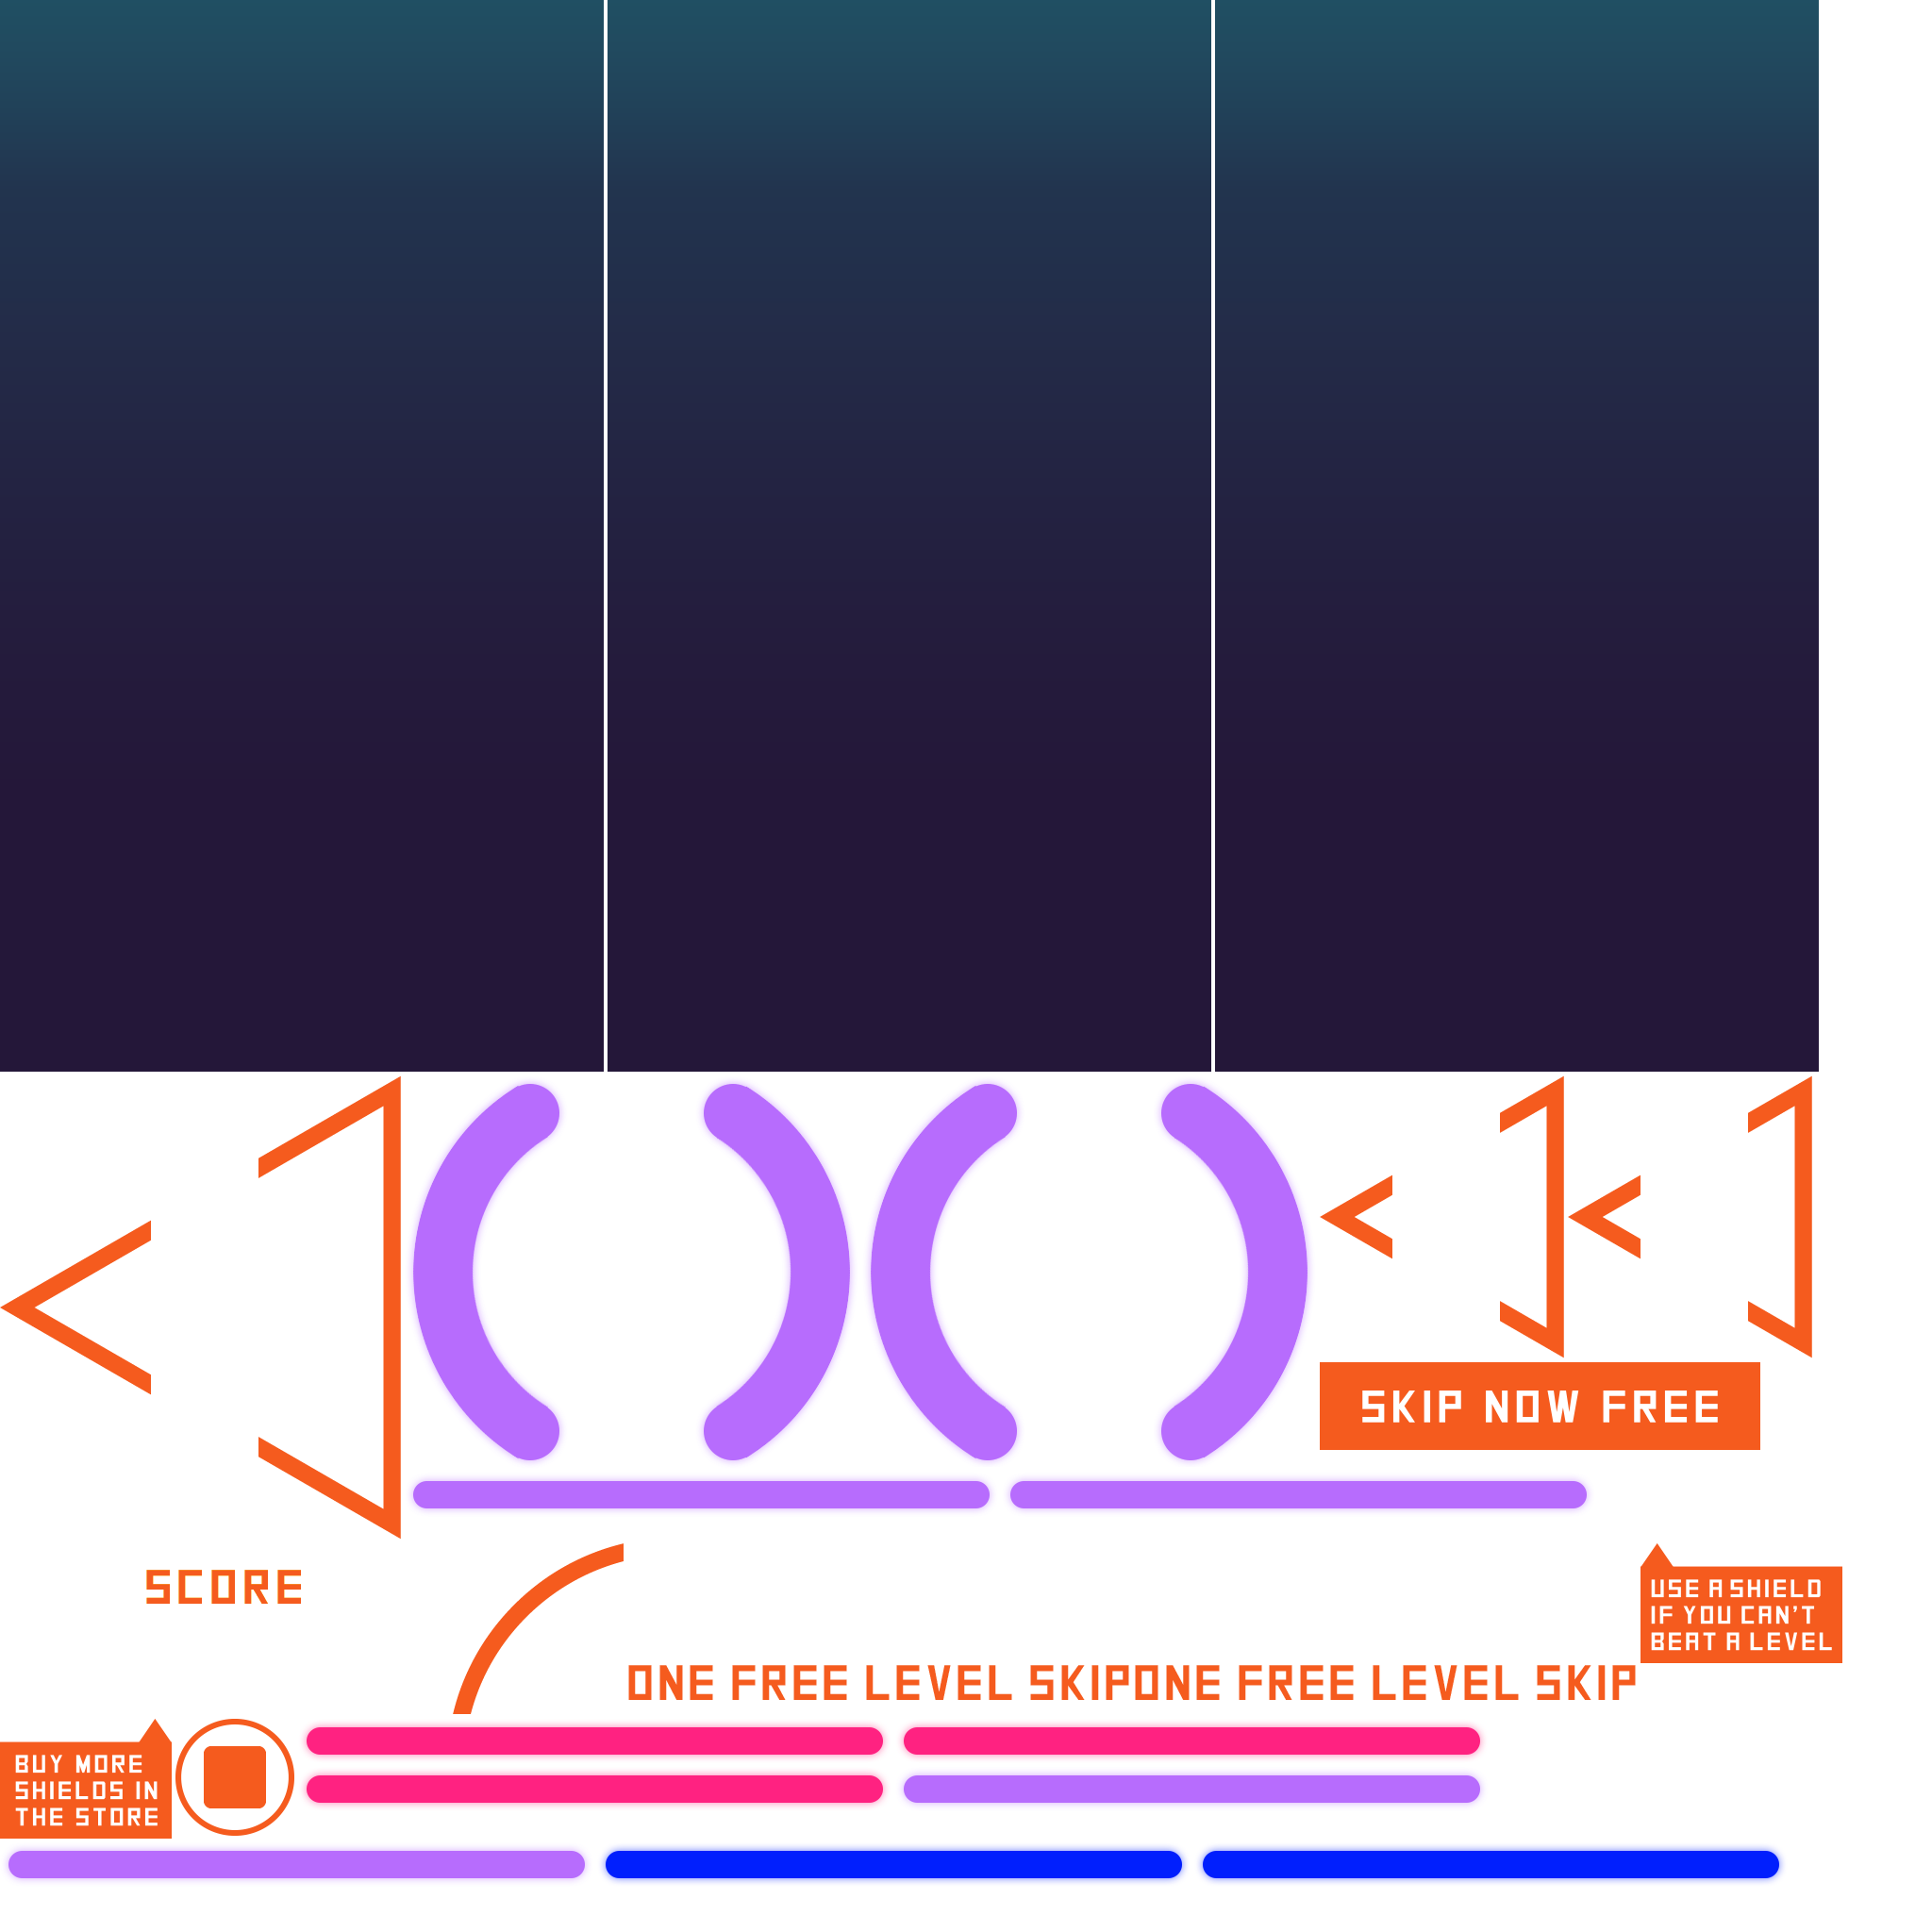 SKIP NOW FREE
SCORE
USE A SHIELD
IF YOU CAN'T
BEAT A LEVEL
ONE FREE LEVEL SKIPONE FREE LEVEL SKIP
BUY MORE
SHIELDS IN
THE STORE